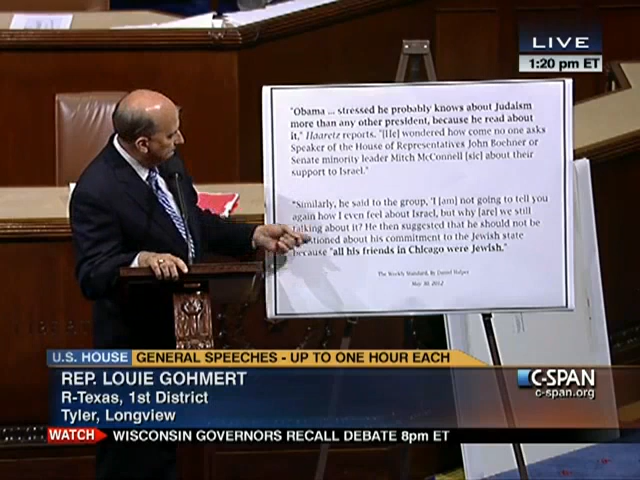 LIVE
1:20 pm ET
"Obama ... stressed he probably knows about Judaism
more than any other president, because he read about
it," Haaretz reports. "[He] wondered how come no one asks
Speaker of the House of Representatives John Boehner or
Senate minority leader Mitch McConnell [sic] about their
support to Israel."
"Similarly, he said to the group, 'I [am] not going to tell you
again how I even feel about Israel, but why [are] we still
talking about it? He then suggested that he should not be
questioned about his commitment to the Jewish state
because "all his friends in Chicago were Jewish."
The Weekly Standard, by Daniel Halper
May 30, 2012
U.S. HOUSE GENERAL SPEECHES - UP TO ONE HOUR EACH
REP. LOUIE GOHMERT
R-Texas, 1st District
Tyler, Longview
C-SPAN
c-span.org
WATCH WISCONSIN GOVERNORS RECALL DEBATE 8pm ET